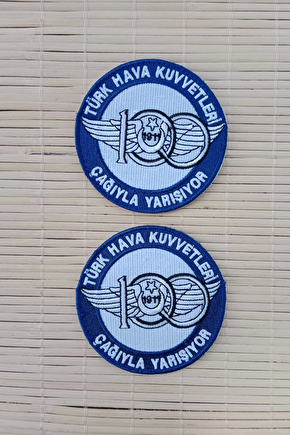 TÜRK HAVA KUVVETLERİ
100
1911
ÇAĞIYLA YARIŞIYOR
TÜRK HAVA KUVVETLERİ
100
1911
ÇAĞIYLA YARIŞIYOR